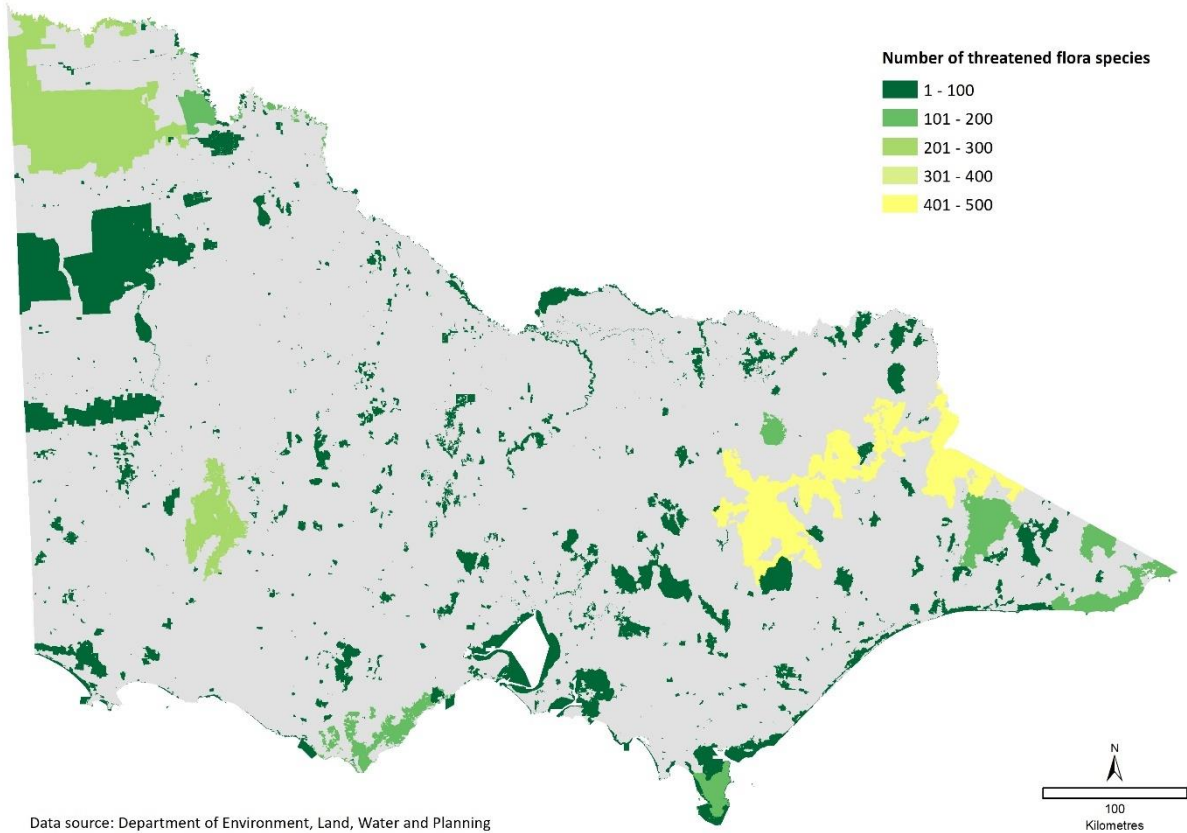 Number of threatened flora species
1 - 100
101 - 200
201 - 300
301 - 400
401 - 500
N
100
Kilometres
Data source: Department of Environment, Land, Water and Planning